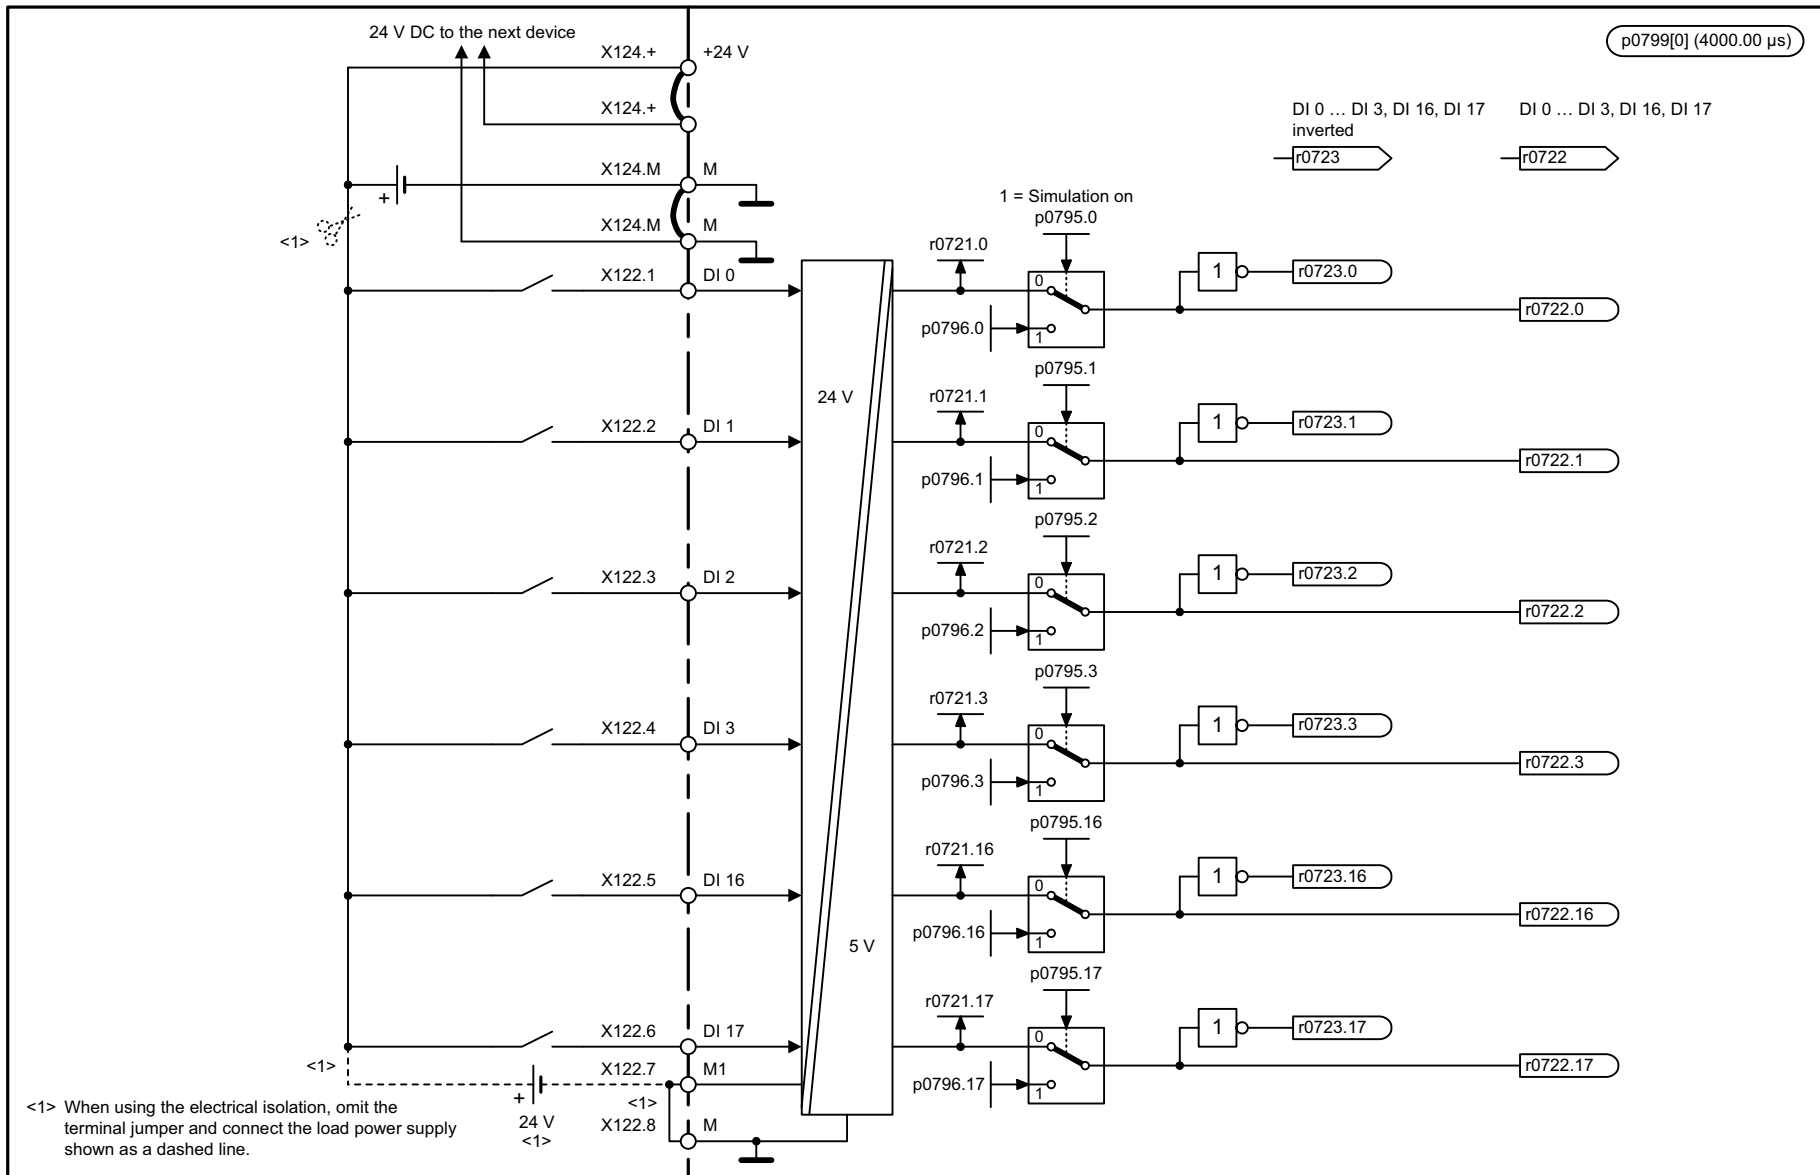 24 V DC to the next device
p0799[0] (4000.00 µs)
X124.+ +24 V
X124.+
DI 0 … DI 3, DI 16, DI 17 inverted
r0723
DI 0 … DI 3, DI 16, DI 17
r0722
X124.M M
+
<1>
X124.M M
1 = Simulation on
p0795.0
r0721.0
X122.1 DI 0
0
1
r0723.0
p0796.0
1
r0722.0
24 V
p0795.1
r0721.1
X122.2 DI 1
0
1
r0723.1
p0796.1
1
r0722.1
p0795.2
r0721.2
X122.3 DI 2
0
1
r0723.2
p0796.2
1
r0722.2
p0795.3
r0721.3
X122.4 DI 3
0
1
r0723.3
p0796.3
1
r0722.3
p0795.16
r0721.16
X122.5 DI 16
0
1
r0723.16
p0796.16
1
r0722.16
5 V
p0795.17
r0721.17
X122.6 DI 17
0
1
r0723.17
p0796.17
1
r0722.17
<1>
X122.7 M1
+
24 V
<1>
<1>
X122.8 M
<1> When using the electrical isolation, omit the
terminal jumper and connect the load power supply
shown as a dashed line.